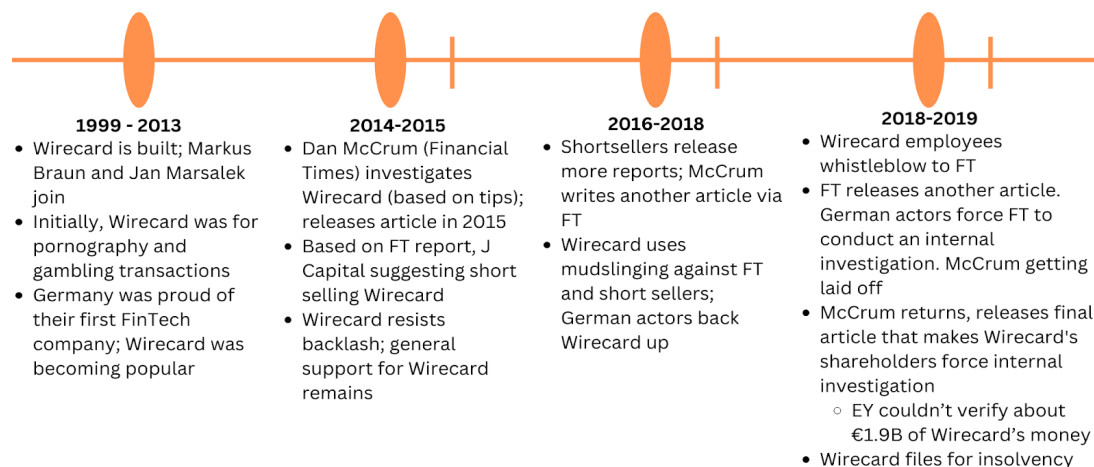 1999 - 2013
• Wirecard is built; Markus
Braun and Jan Marsalek
join
• Initially, Wirecard was for
pornography and
gambling transactions
• Germany was proud of
their first FinTech
company; Wirecard was
becoming popular
2014-2015
• Dan McCrum (Financial
Times) investigates
Wirecard (based on tips);
releases article in 2015
• Based on FT report, J
Capital suggesting short
selling Wirecard
• Wirecard resists
backlash; general
support for Wirecard
remains
2016-2018
• Shortsellers release
more reports; McCrum
writes another article via
FT
• Wirecard uses
mudslinging against FT
and short sellers;
German actors back
Wirecard up
2018-2019
• Wirecard employees
whistleblow to FT
• FT releases another article.
German actors force FT to
conduct an internal
investigation. McCrum getting
laid off
• McCrum returns, releases final
article that makes Wirecard's
shareholders force internal
investigation
○ EY couldn’t verify about
€1.9B of Wirecard’s money
• Wirecard files for insolvency